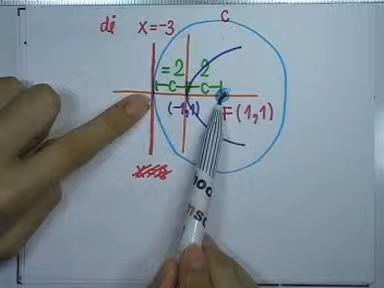 di x=-3
C
=2 2
c c
(-1,1)
F(1,1)